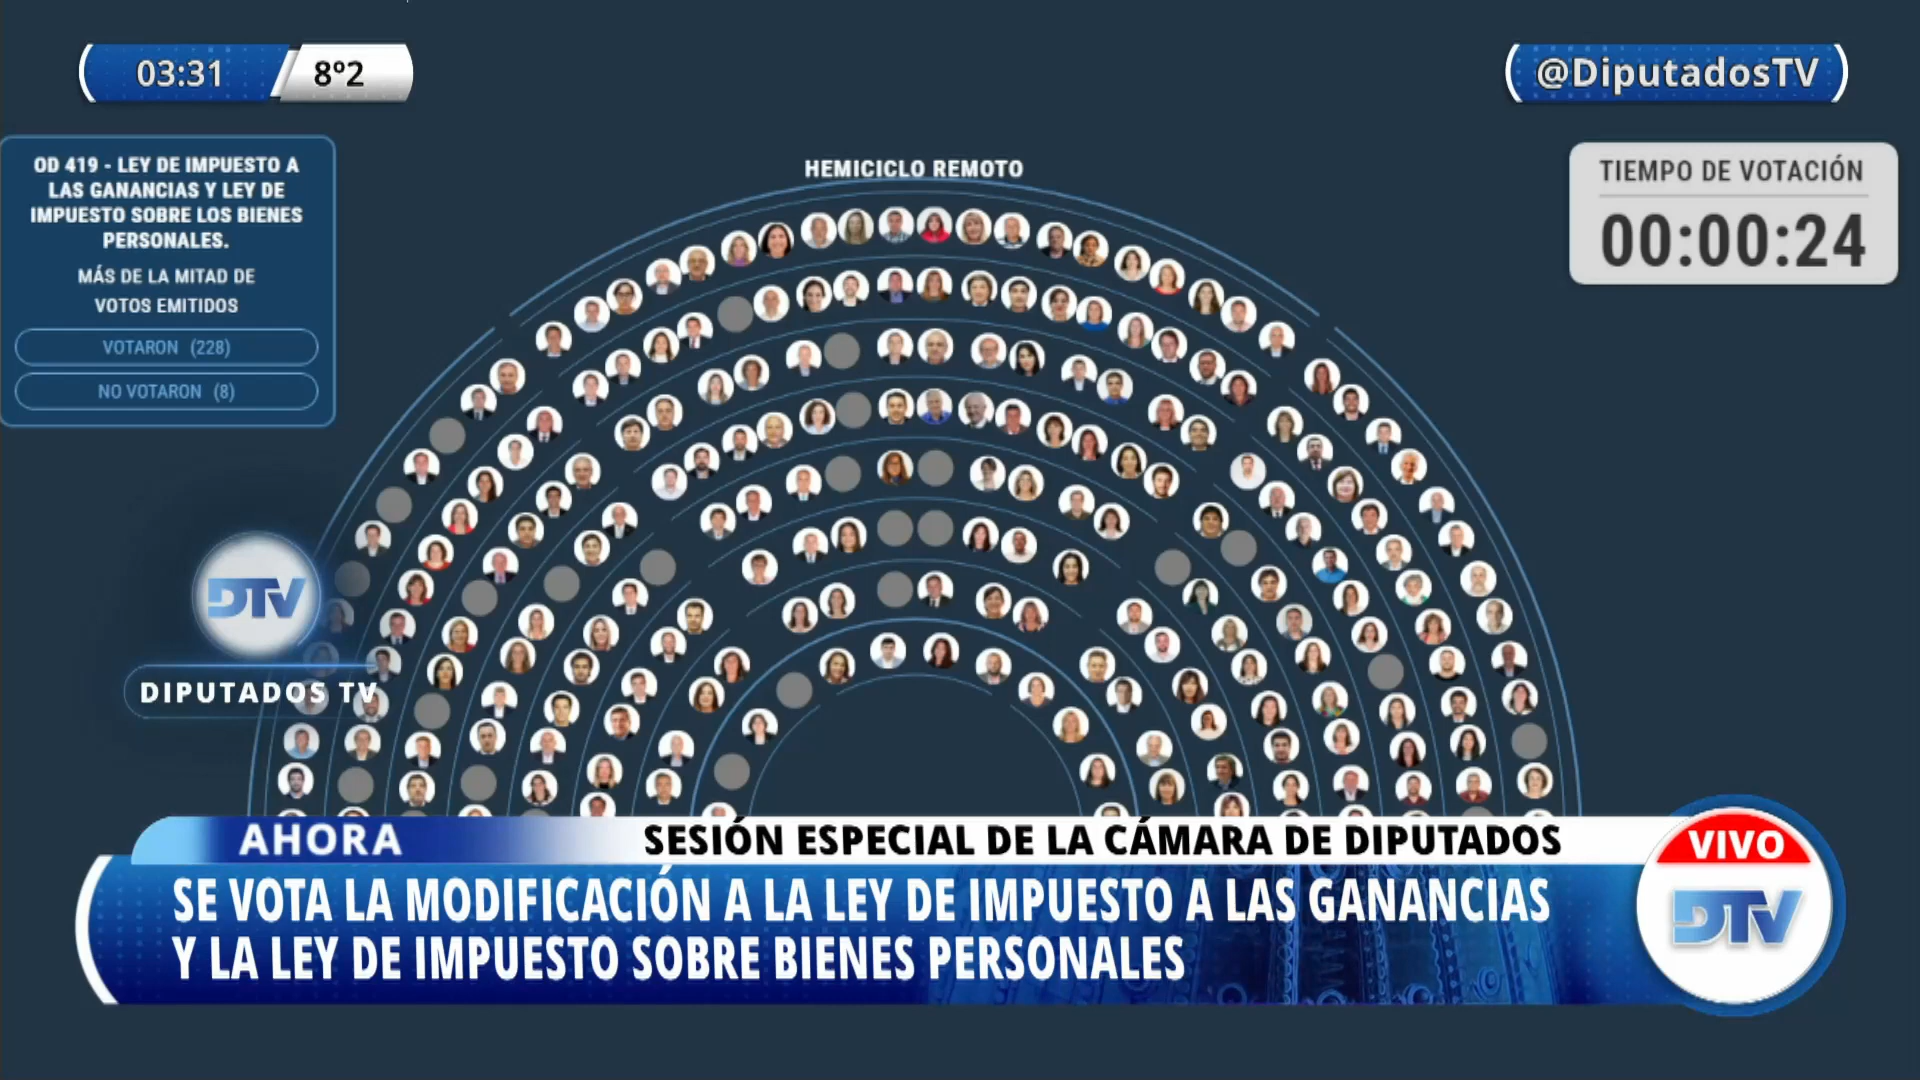 03:31
8º2
@DiputadosTV
OD 419 - LEY DE IMPUESTO A
LAS GANANCIAS Y LEY DE
IMPUESTO SOBRE LOS BIENES
PERSONALES.
MÁS DE LA MITAD DE
VOTOS EMITIDOS
VOTARON (228)
NO VOTARON (8)
HEMICICLO REMOTO
TIEMPO DE VOTACIÓN
00:00:24
DTV
DIPUTADOS TV
AHORA
SESIÓN ESPECIAL DE LA CÁMARA DE DIPUTADOS
SE VOTA LA MODIFICACIÓN A LA LEY DE IMPUESTO A LAS GANANCIAS
Y LA LEY DE IMPUESTO SOBRE BIENES PERSONALES
VIVO
DTV